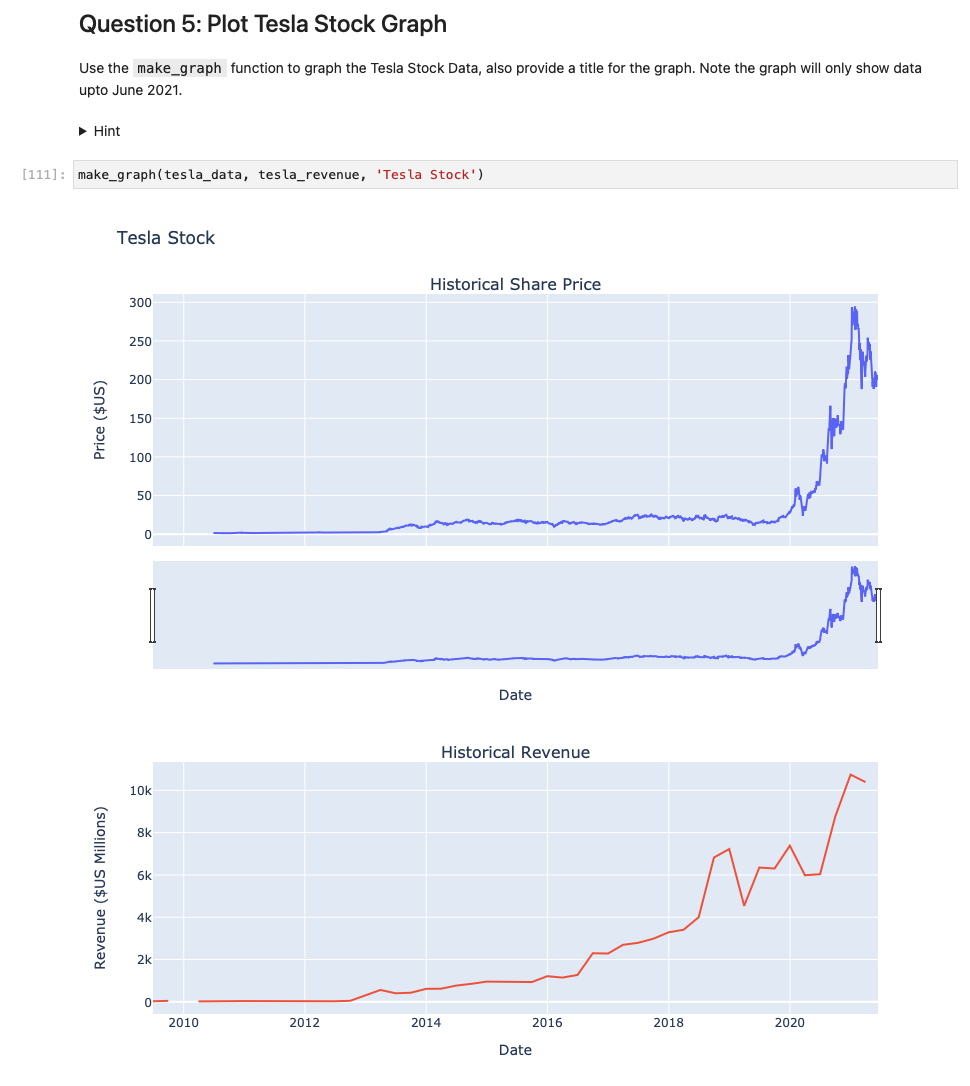 Question 5: Plot Tesla Stock Graph
Use the make_graph function to graph the Tesla Stock Data, also provide a title for the graph. Note the graph will only show data
upto June 2021.
Hint
[111]: make_graph(tesla_data, tesla_revenue, 'Tesla Stock')
Tesla Stock
Historical Share Price
Price ($US)
300
250
200
150
100
50
0
Date
Historical Revenue
Revenue ($US Millions)
10k
8k
6k
4k
2k
0
2010 2012 2014 2016 2018 2020
Date